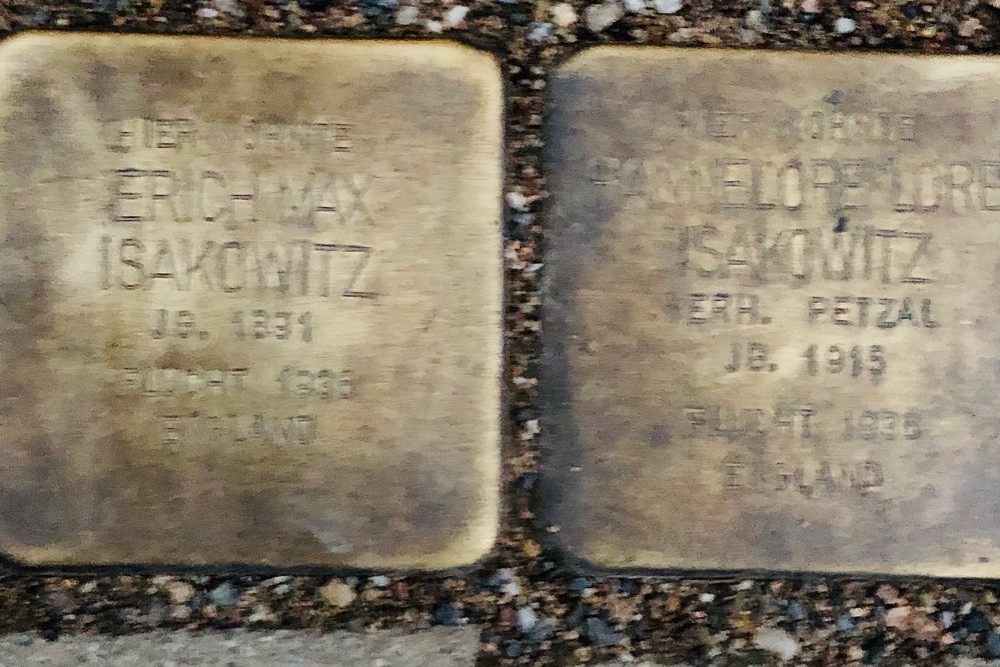 HIER WOHNTE
ERICH MAX
ISAKOWITZ
JG. 1891
FLUCHT 1936
ENGLAND
HIER WOHNTE
LORE
ISAKOWITZ
VERH. PETZAL
JG. 1915
FLUCHT 1936
ENGLAND